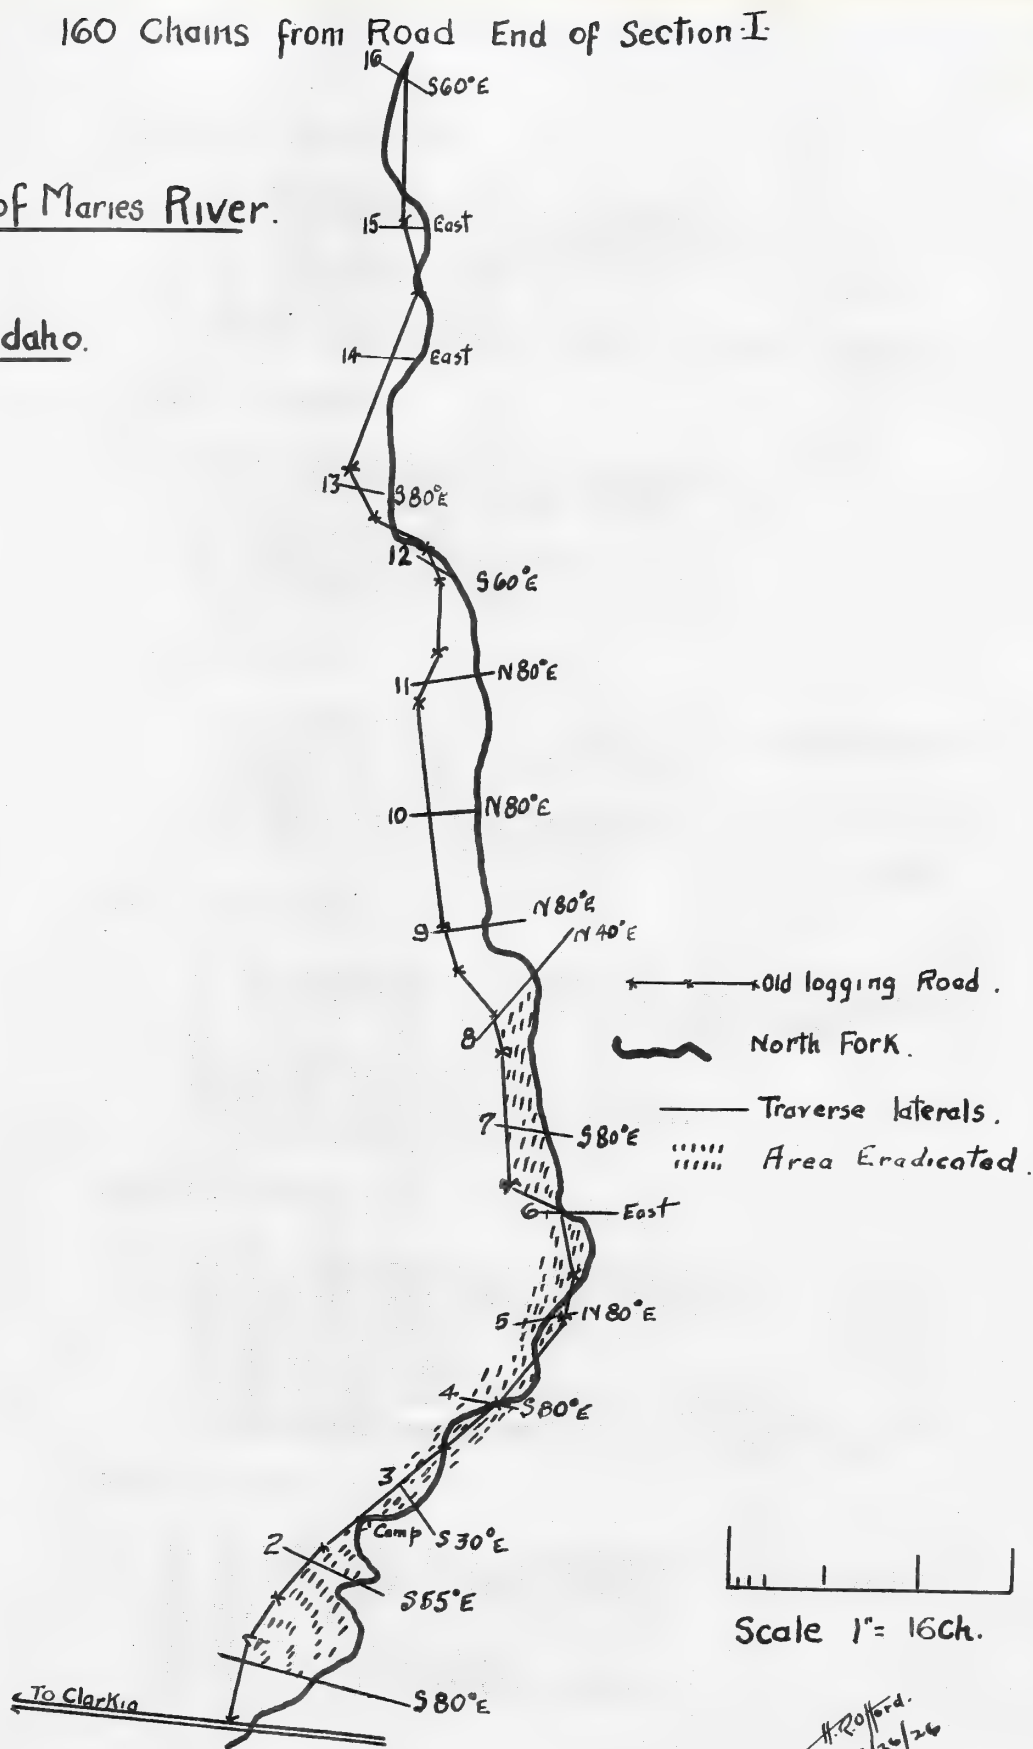 160 Chains from Road End of Section I
16
S60°E
of Maries River.
15
East
daho.
14
East
13
S80°E
12
S60°E
11
N80°E
10
N80°E
9
N80°E
N40°E
Old logging Road.
8
North Fork.
Traverse laterals.
7
S80°E
Area Eradicated.
6
East
5
N80°E
4
S80°E
3
Camp
S30°E
2
S55°E
Scale 1"= 16Ch.
To Clarkia
S80°E
H.R.Offord.
/26/26